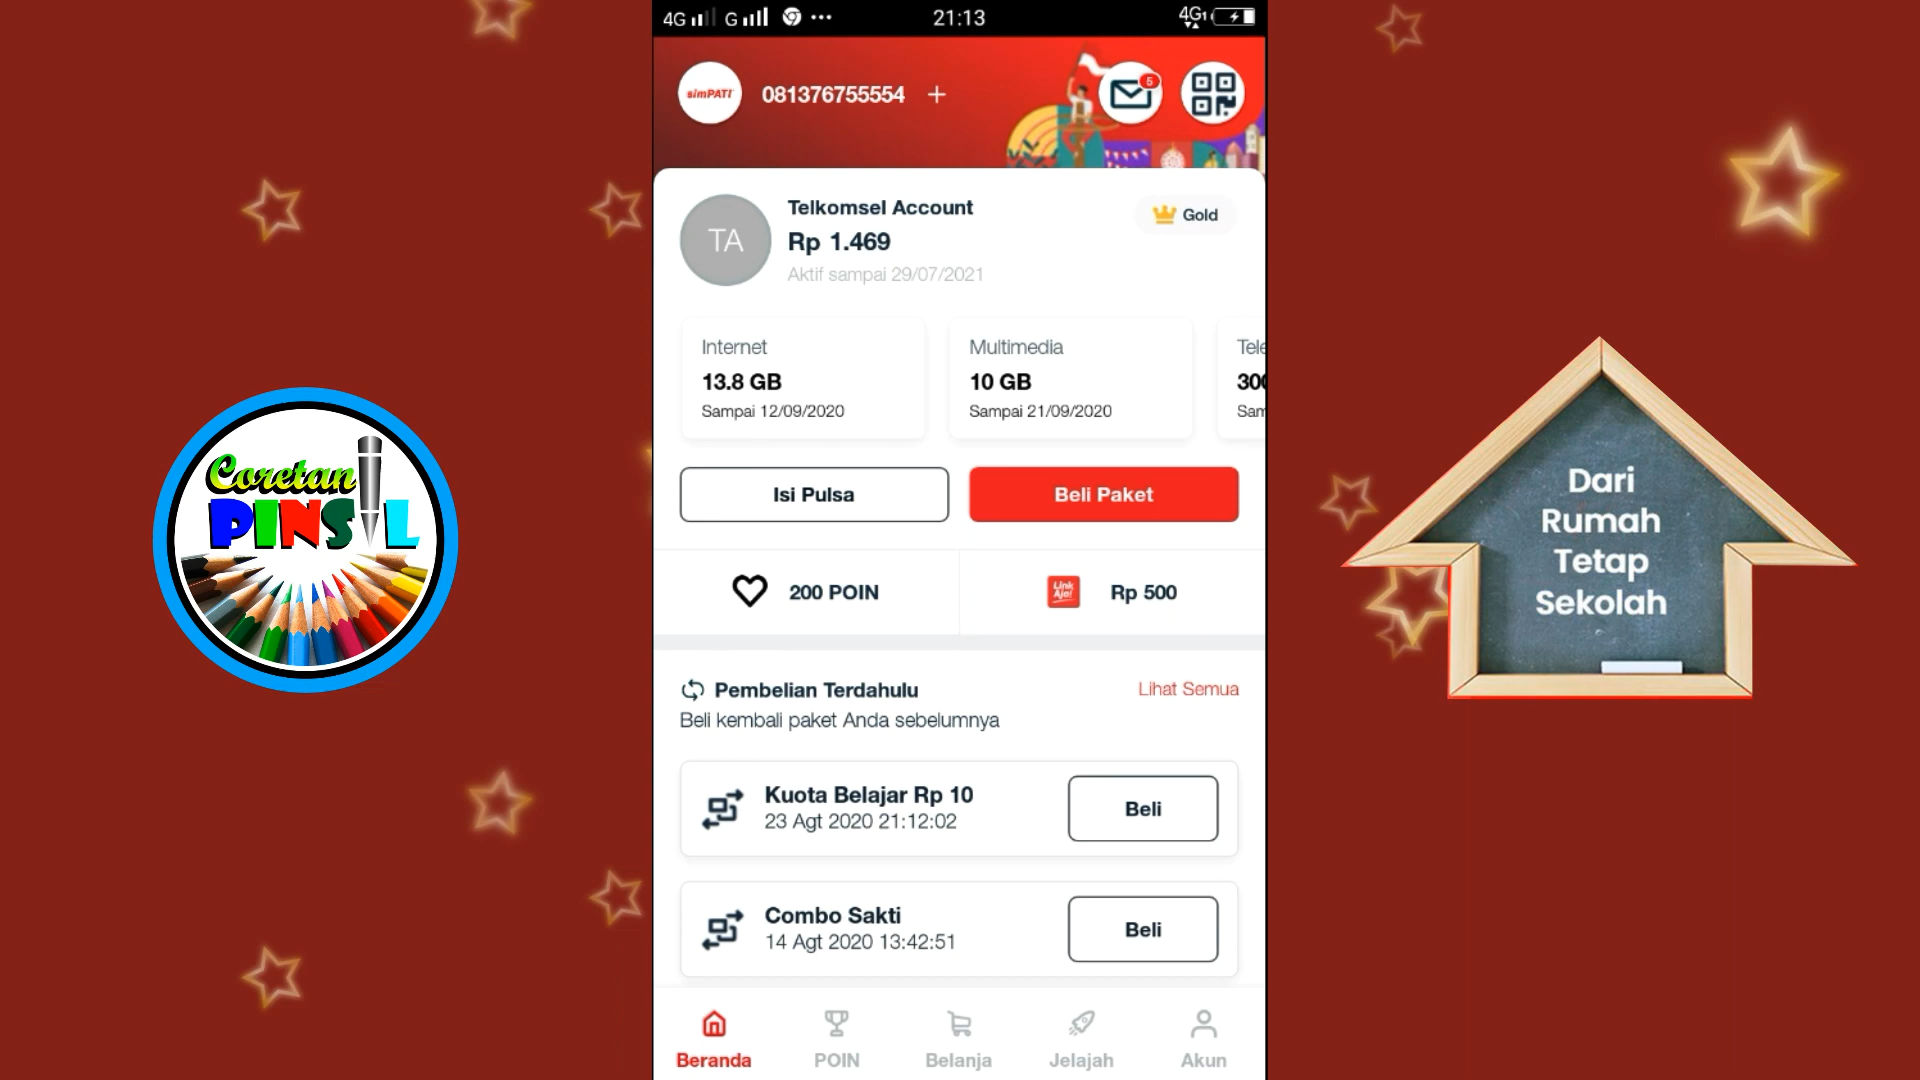 4G G 21:13 4G1
simPATI 081376755554 + 5
Telkomsel Account
Gold
TA
Rp 1.469
Aktif sampai 29/07/2021
Internet
13.8 GB
Sampai 12/09/2020
Multimedia
10 GB
Sampai 21/09/2020
Isi Pulsa
Beli Paket
200 POIN
Link Aja!
Rp 500
Pembelian Terdahulu
Lihat Semua
Beli kembali paket Anda sebelumnya
Kuota Belajar Rp 10
23 Agt 2020 21:12:02
Beli
Combo Sakti
14 Agt 2020 13:42:51
Beli
Beranda
POIN
Belanja
Jelajah
Akun
Coretan
PINSIL
Dari
Rumah
Tetap
Sekolah